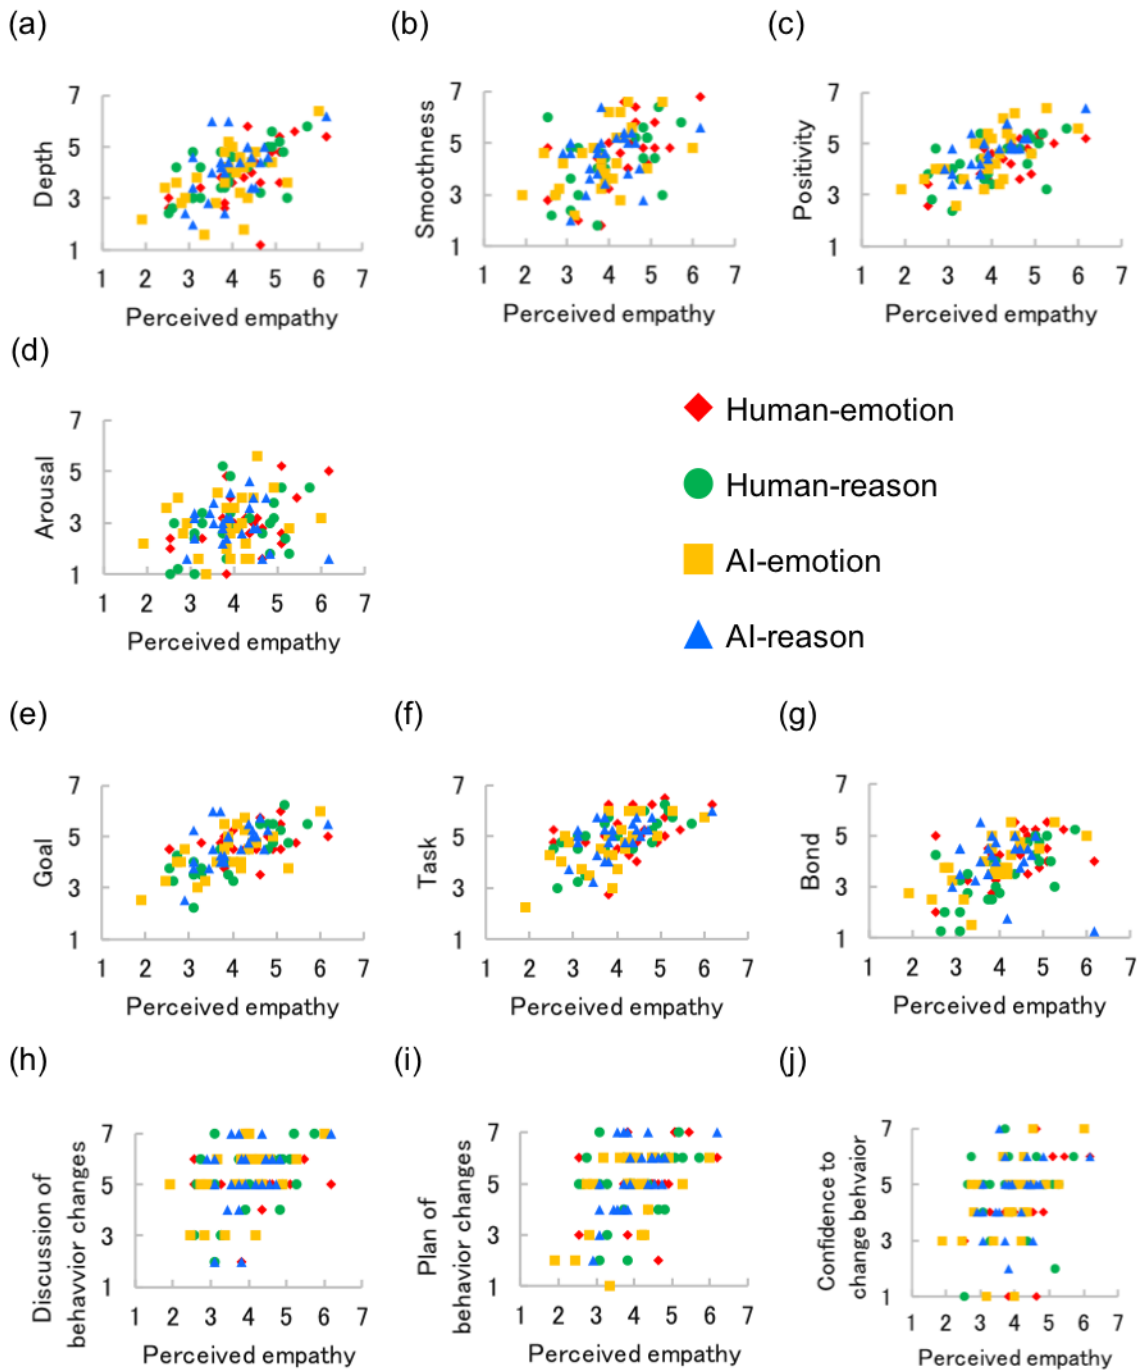 (a)
(b)
(c)
7
5
3
1
Depth
1 2 3 4 5 6 7
Perceived empathy
7
5
3
1
Smoothness
1 2 3 4 5 6 7
Perceived empathy
7
5
3
1
Positivity
1 2 3 4 5 6 7
Perceived empathy
(d)
7
5
3
1
Arousal
1 2 3 4 5 6 7
Perceived empathy
Human-emotion
Human-reason
AI-emotion
AI-reason
(e)
(f)
(g)
7
5
3
1
Goal
1 2 3 4 5 6 7
Perceived empathy
7
5
3
1
Task
1 2 3 4 5 6 7
Perceived empathy
7
5
3
1
Bond
1 2 3 4 5 6 7
Perceived empathy
(h)
(i)
(j)
7
5
3
1
Discussion of
behavvior changes
1 2 3 4 5 6 7
Perceived empathy
7
5
3
1
Plan of
behavior changes
1 2 3 4 5 6 7
Perceived empathy
7
5
3
1
Confidence to
change behvaior
1 2 3 4 5 6 7
Perceived empathy